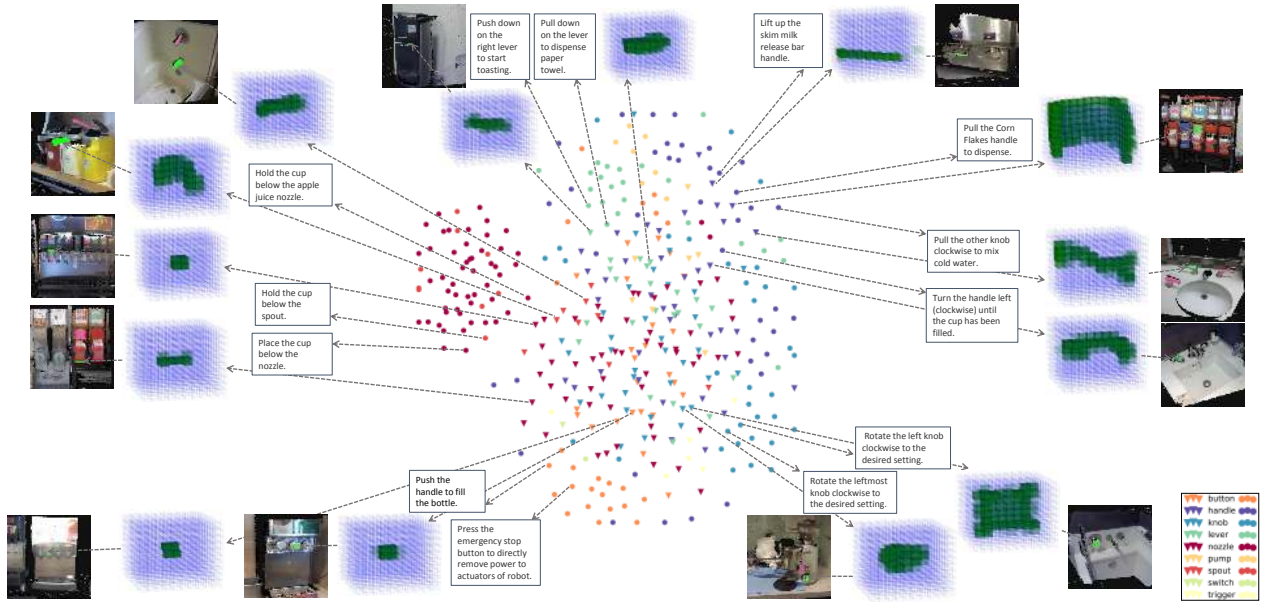 Push down
on the
right lever
to start
toasting.
Pull down
on the lever
to dispense
paper
towel.
Lift up the
skim milk
release bar
handle.
Pull the Corn
Flakes handle
to dispense.
Hold the cup
below the apple
juice nozzle.
Pull the other knob
clockwise to mix
cold water.
Hold the cup
below the
spout.
Turn the handle left
(clockwise) until
the cup has been
filled.
Place the cup
below the
nozzle.
Rotate the left knob
clockwise to the
desired setting.
Push the
handle to fill
the bottle.
Rotate the leftmost
knob clockwise to
the desired setting.
Press the
emergency stop
button to directly
remove power to
actuators of robot.
button
handle
knob
lever
nozzle
pump
spout
switch
trigger